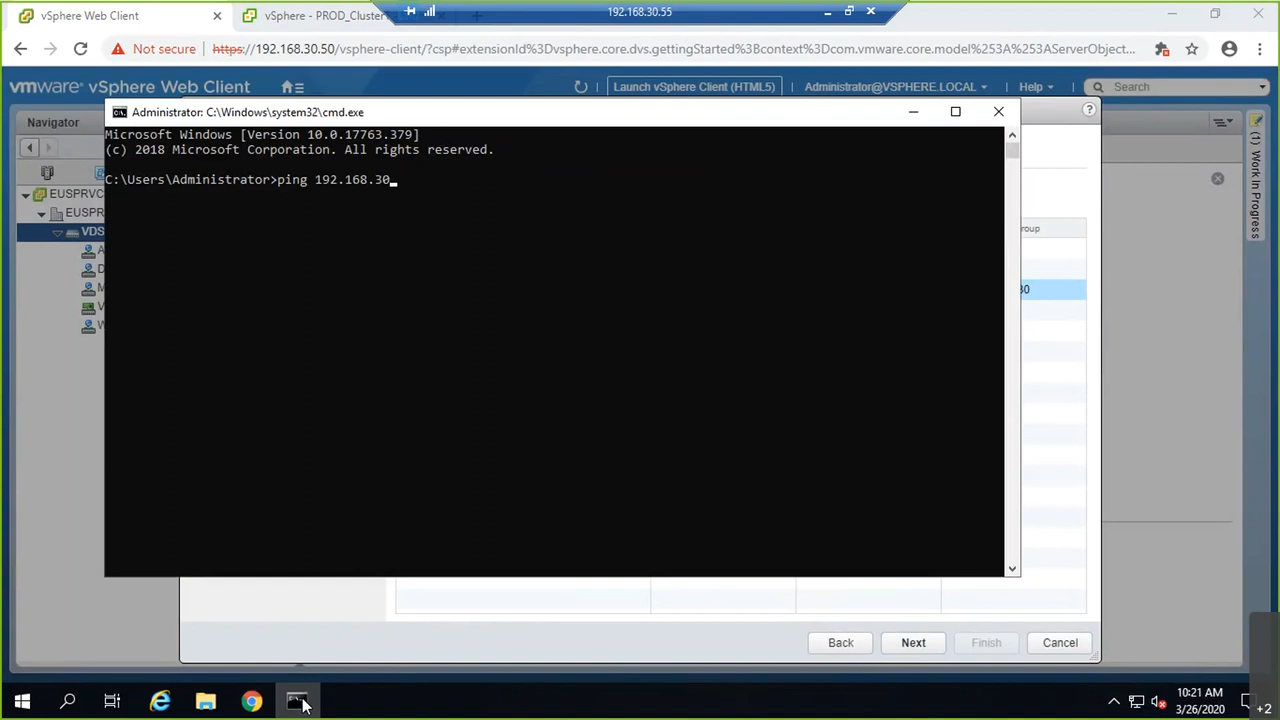 vSphere Web Client
vSphere - PROD_Cluster
192.168.30.55
Not secure
https://192.168.30.50/vsphere-client/?csp#extensionId%3Dvsphere.core.dvs.gettingStarted%3Bcontext%3Dcom.vmware.core.model%253A%253AServerObject...
vmware® vSphere Web Client
Launch vSphere Client (HTML5)
Administrator@VSPHERE.LOCAL
Help
Search
Navigator
Administrator: C:\Windows\system32\cmd.exe
Microsoft Windows [Version 10.0.17763.379]
(c) 2018 Microsoft Corporation. All rights reserved.
C:\Users\Administrator>ping 192.168.30
EUSPRVC
EUSPR
VDS
A
D
M
V
W
roup
30
(1) Work In Progress
Back
Next
Finish
Cancel
10:21 AM
3/26/2020
+2